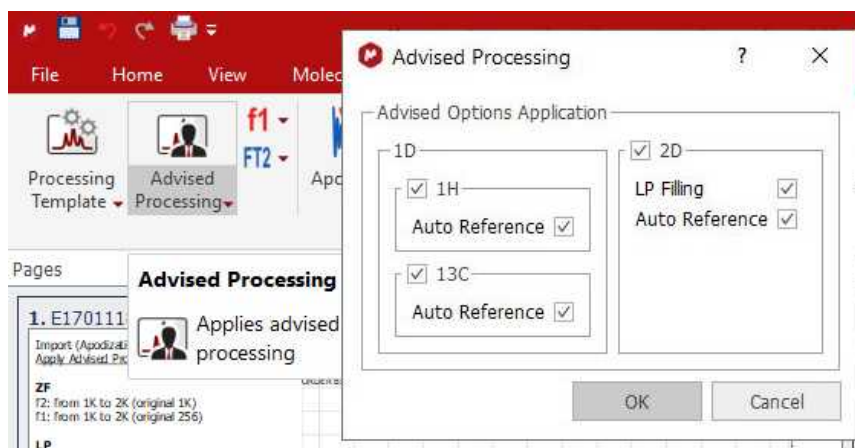 File Home View Molec
Processing Template
Advised Processing
f1
FT2
Apo
Pages
Advised Processing
Applies advised
processing
1. E170111
Import (Apodizati
Apply Advised Pro
ZF
f2: from 1K to 2K (original 1K)
f1: from 1K to 2K (original 256)
LP
Advised Processing
?
Advised Options Application
1D
1H
Auto Reference
13C
Auto Reference
2D
LP Filling
Auto Reference
OK
Cancel